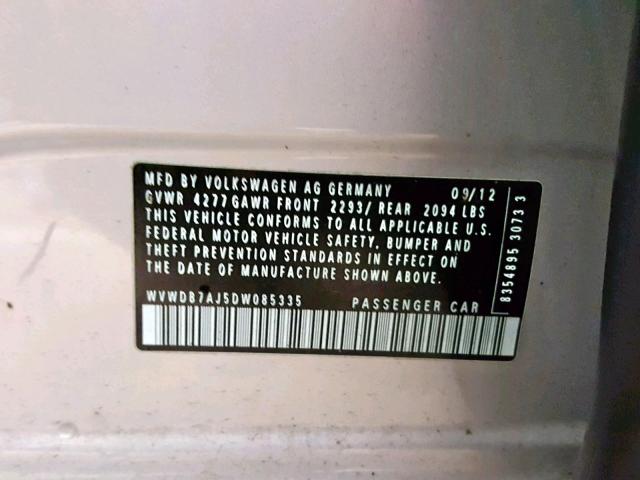 MFD BY VOLKSWAGEN AG GERMANY 09/12
GVWR 4277 GAWR FRONT 2293/ REAR 2094 LBS
THIS VEHICLE CONFORMS TO ALL APPLICABLE U.S.
FEDERAL MOTOR VEHICLE SAFETY, BUMPER AND
THEFT PREVENTION STANDARDS IN EFFECT ON
THE DATE OF MANUFACTURE SHOWN ABOVE.
WVWDB7AJ5DW085335 PASSENGER CAR
8354895 3073 3